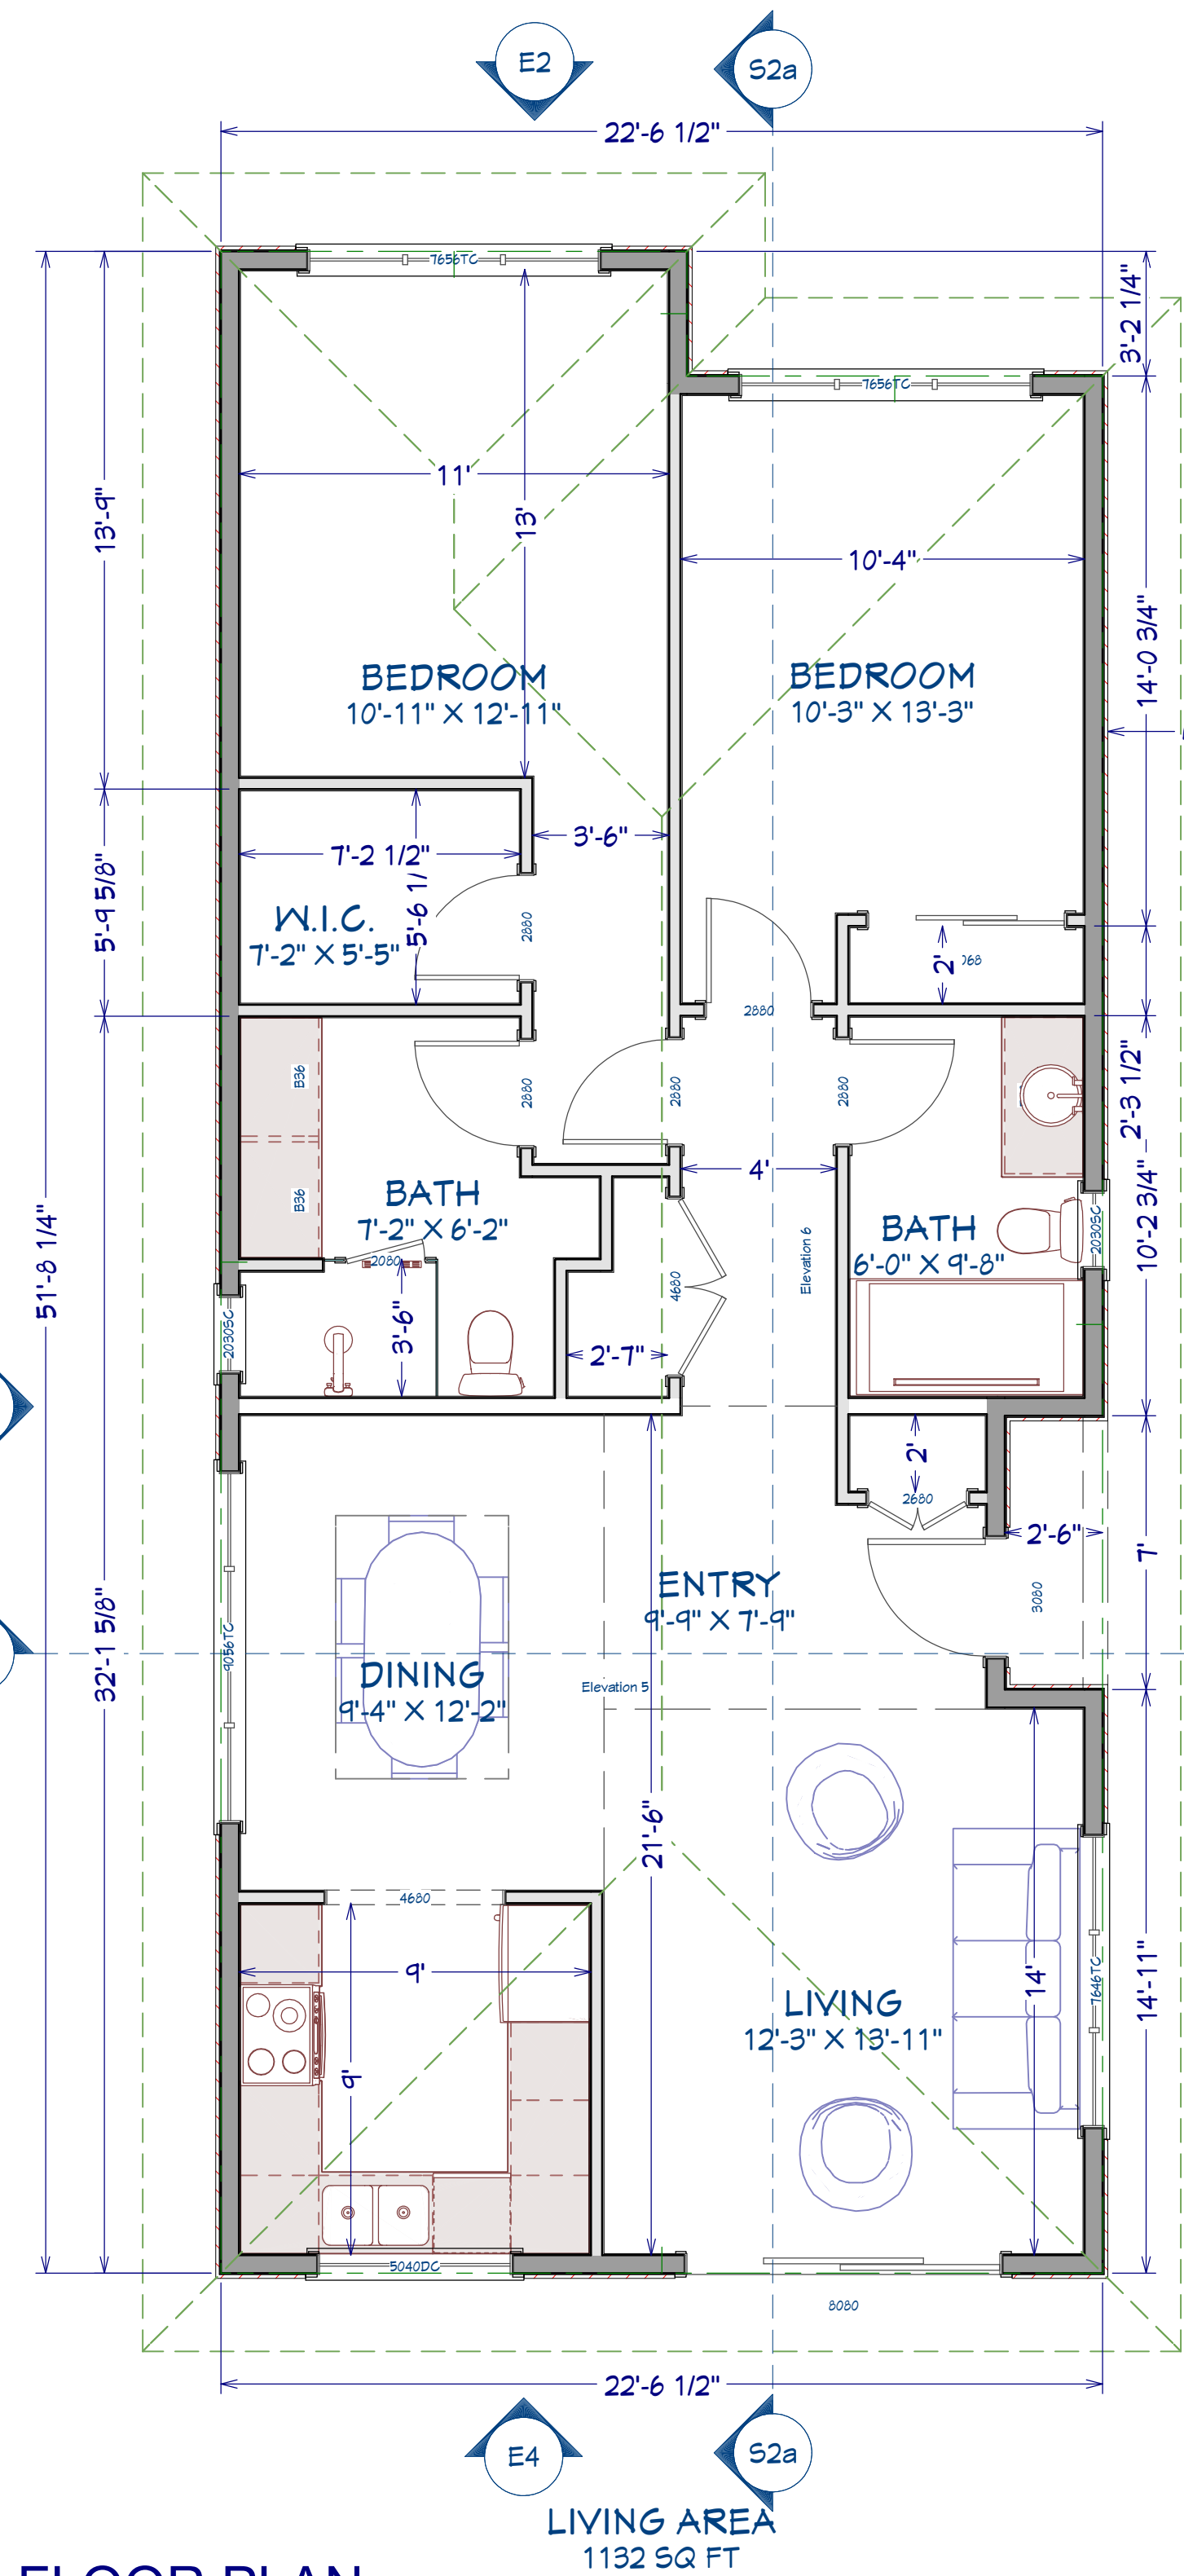 E2
S2a
22'-6 1/2"
7656TC
3'-2 1/4"
7656TC
11'
13'
13'-9"
10'-4"
14'-0 3/4"
BEDROOM
10'-11" X 12'-11"
BEDROOM
10'-3" X 13'-3"
3'-6"
7'-2 1/2"
5'-6 1/
5'-9 5/8"
W.I.C.
7'-2" X 5'-5"
2880
2'
068
2880
B36
2880
2880
2880
2'-3 1/2"
B36
BATH
7'-2" X 6'-2"
4'
10'-2 3/4"
BATH
6'-0" X 9'-8"
2030SC
2080
Elevation 6
4680
51'-8 1/4"
2030SC
3'-6"
2'-7"
2'
2680
2'-6"
7'
ENTRY
9'-9" X 7'-9"
3080
32'-1 5/8"
9056TC
DINING
9'-4" X 12'-2"
Elevation 5
21'-6"
4680
9'
14'
7646TC
14'-11"
LIVING
12'-3" X 13'-11"
9'
5040DC
8080
22'-6 1/2"
E4
S2a
LIVING AREA
1132 SQ FT
FLOOR PLAN